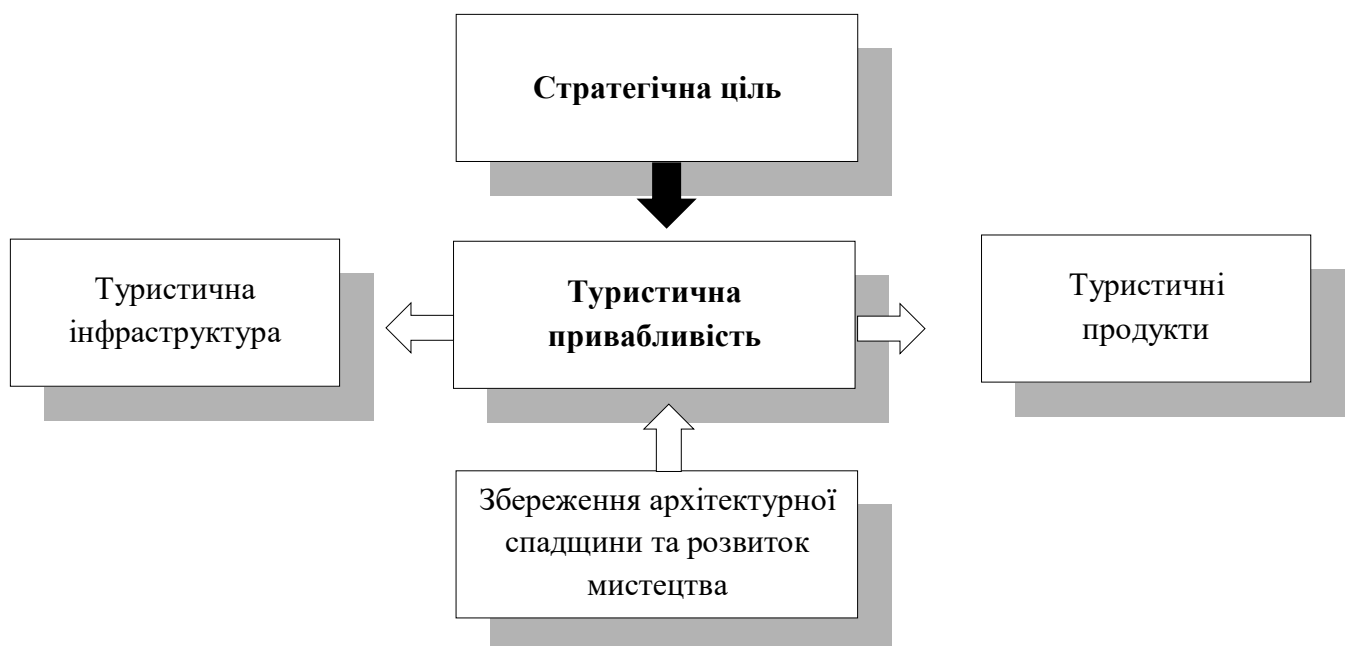 Стратегічна ціль
Туристична
інфраструктура
Туристична
привабливість
Туристичні
продукти
Збереження архітектурної
спадщини та розвиток
мистецтва